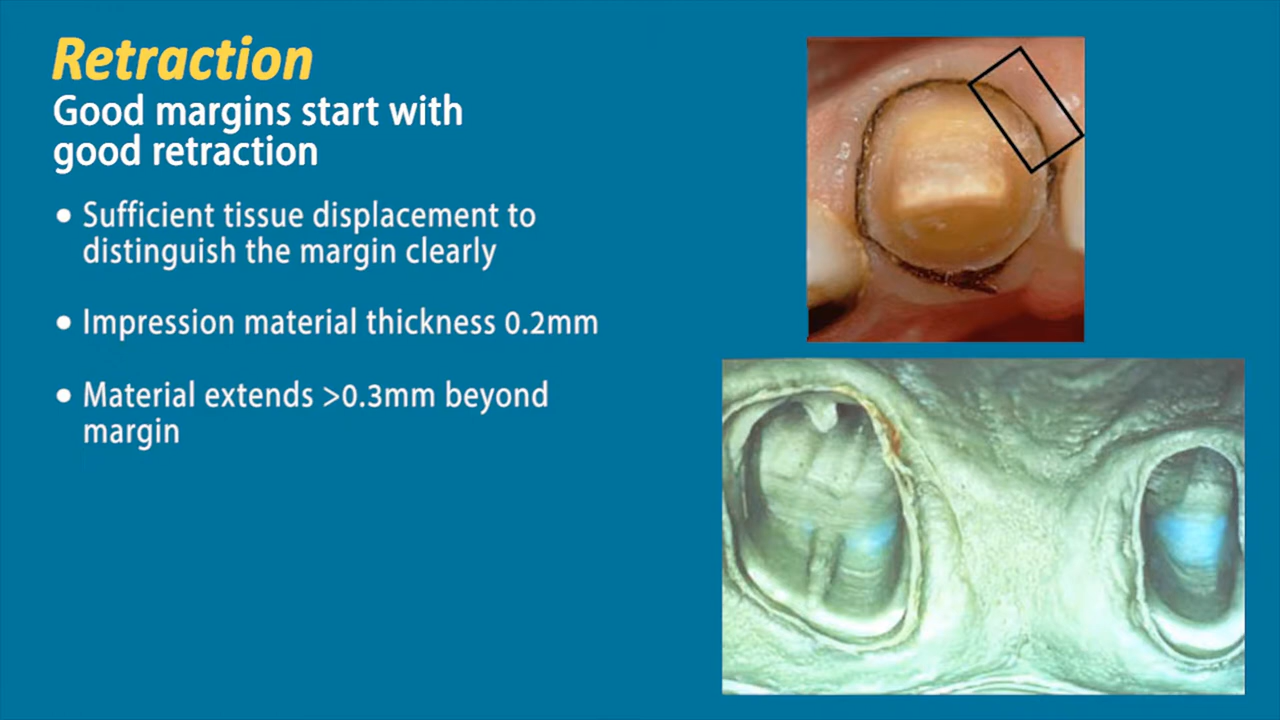 Retraction
Good margins start with
good retraction
• Sufficient tissue displacement to
distinguish the margin clearly
• Impression material thickness 0.2mm
• Material extends >0.3mm beyond
margin